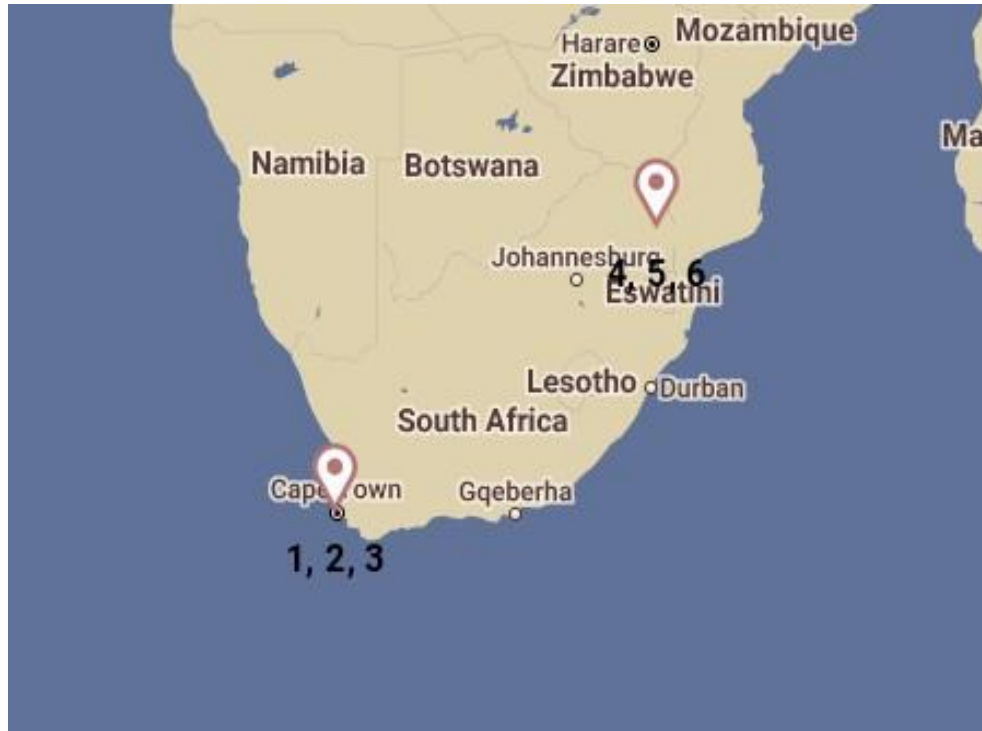 Harare
Mozambique
Zimbabwe
Ma
Namibia
Botswana
Johannesburg
4, 5, 6
Eswatini
Lesotho
Durban
South Africa
Cape Town
Gqeberha
1, 2, 3